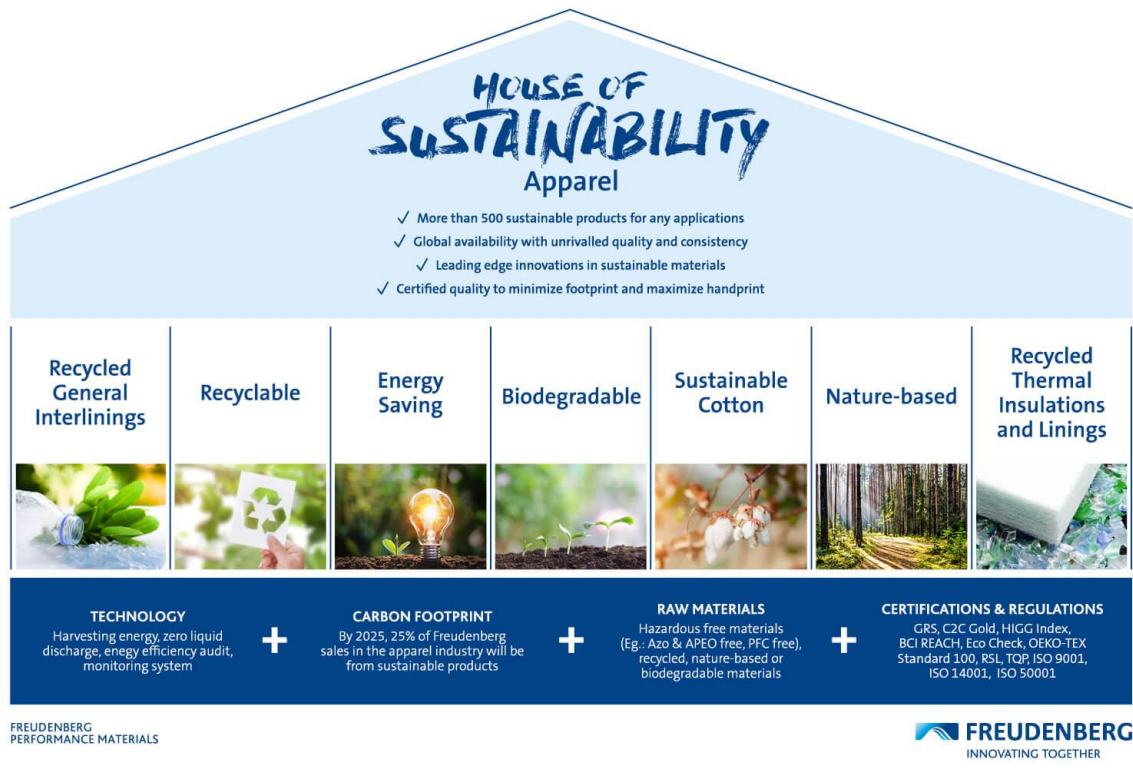 HOUSE OF
SUSTAINABILITY
Apparel
✓ More than 500 sustainable products for any applications
✓ Global availability with unrivalled quality and consistency
✓ Leading edge innovations in sustainable materials
✓ Certified quality to minimize footprint and maximize handprint
Recycled
General
Interlinings
Recyclable
Energy
Saving
Biodegradable
Sustainable
Cotton
Nature-based
Recycled
Thermal
Insulations
and Linings
TECHNOLOGY
Harvesting energy, zero liquid
discharge, enegy efficiency audit,
monitoring system
+
CARBON FOOTPRINT
By 2025, 25% of Freudenberg
sales in the apparel industry will be
from sustainable products
+
RAW MATERIALS
Hazardous free materials
(Eg.: Azo & APEO free, PFC free),
recycled, nature-based or
biodegradable materials
+
CERTIFICATIONS & REGULATIONS
GRS, C2C Gold, HIGG Index,
BCI REACH, Eco Check, OEKO-TEX
Standard 100, RSL, TQP, ISO 9001,
ISO 14001, ISO 50001
FREUDENBERG
PERFORMANCE MATERIALS
FREUDENBERG
INNOVATING TOGETHER